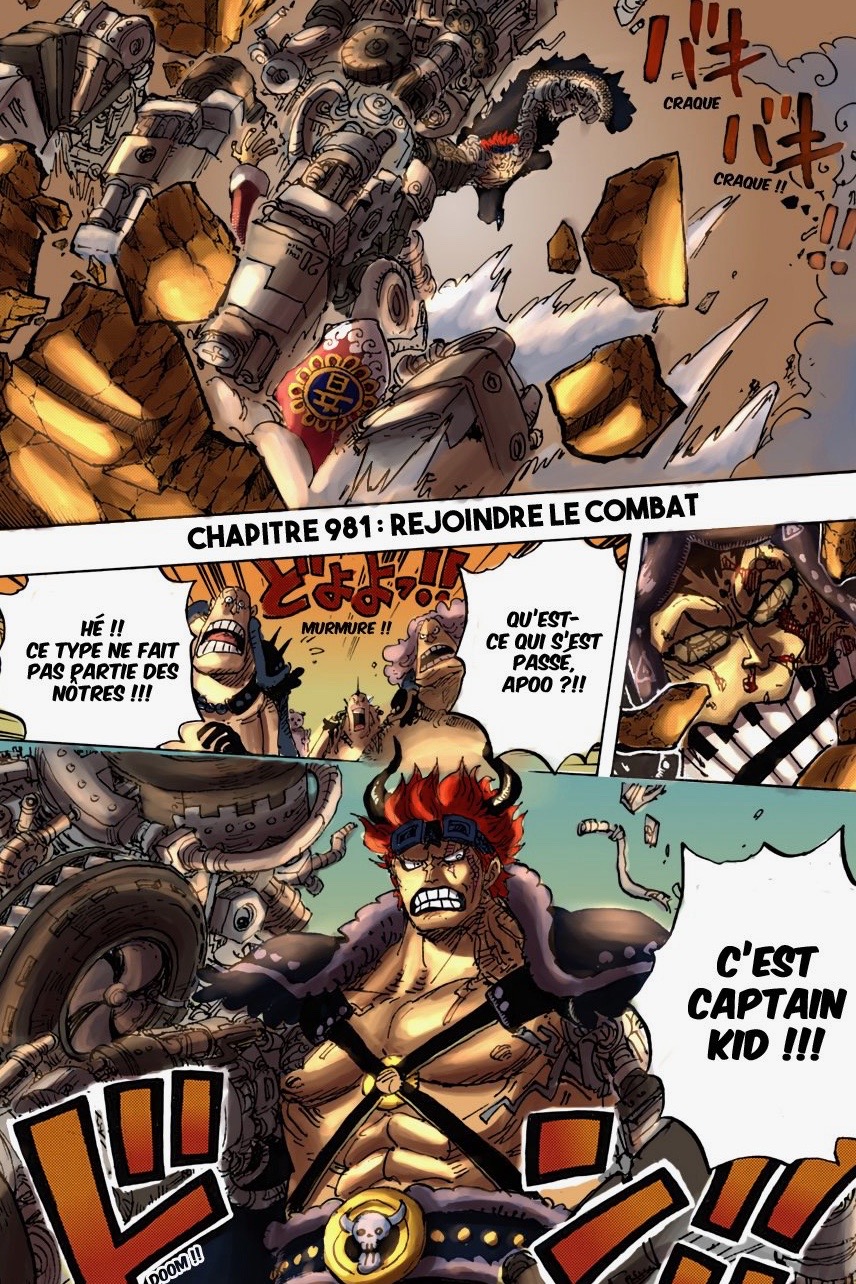 バキ
CRAQUE
バキ
CRAQUE !!
!!
CHAPITRE 981 : REJOINDRE LE COMBAT
HÉ !!
CE TYPE NE FAIT
PAS PARTIE DES
NÔTRES !!!
どよよっ!!
MURMURE !!
QU'EST-
CE QUI S'EST
PASSÉ,
APOO ?!!
C'EST
CAPTAIN
KID !!!
ドン